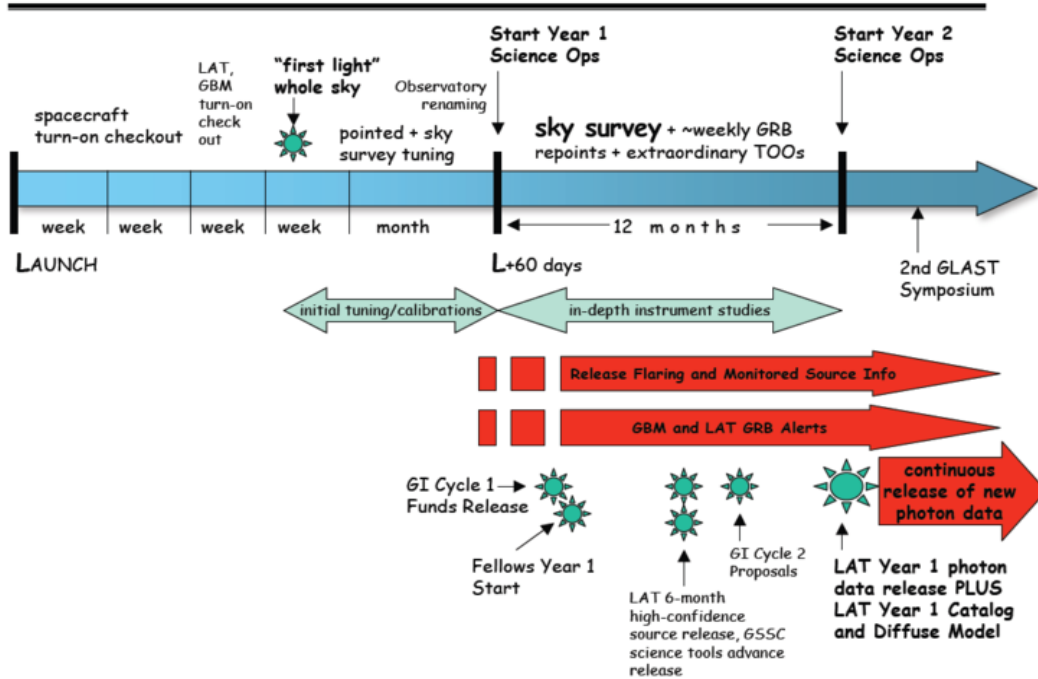 Start Year 1
Science Ops
Start Year 2
Science Ops
LAT,
GBM
turn-on
check
out
"first light"
whole sky
Observatory
renaming
spacecraft
turn-on checkout
pointed + sky
survey tuning
sky survey + ~weekly GRB
repoints + extraordinary TOOs
week
week
week
week
month
12 months
LAUNCH
L+60 days
2nd GLAST
Symposium
initial tuning/calibrations
in-depth instrument studies
Release Flaring and Monitored Source Info
GBM and LAT GRB Alerts
continuous
release of new
photon data
GI Cycle 1
Funds Release
Fellows Year 1
Start
GI Cycle 2
Proposals
LAT 6-month
high-confidence
source release, GSSC
science tools advance
release
LAT Year 1 photon
data release PLUS
LAT Year 1 Catalog
and Diffuse Model